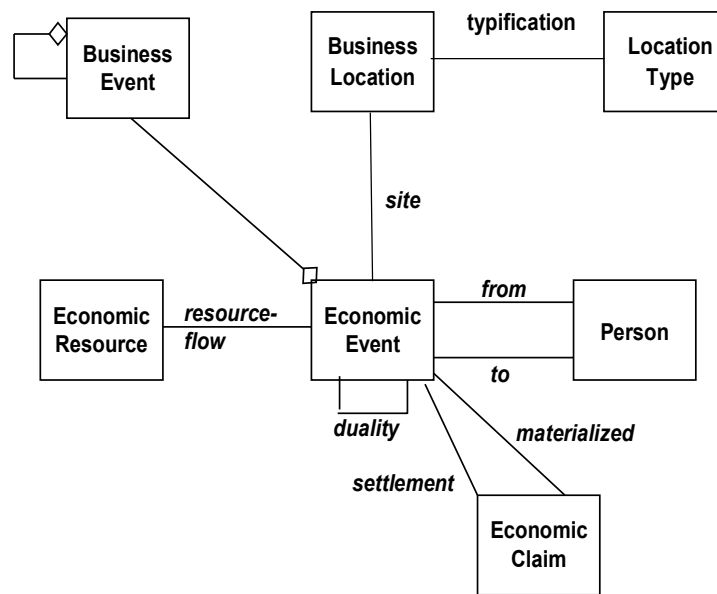 typification
Business
Event
Business
Location
Location
Type
site
Economic
Resource
resource-
flow
Economic
Event
from
to
Person
duality
materialized
settlement
Economic
Claim